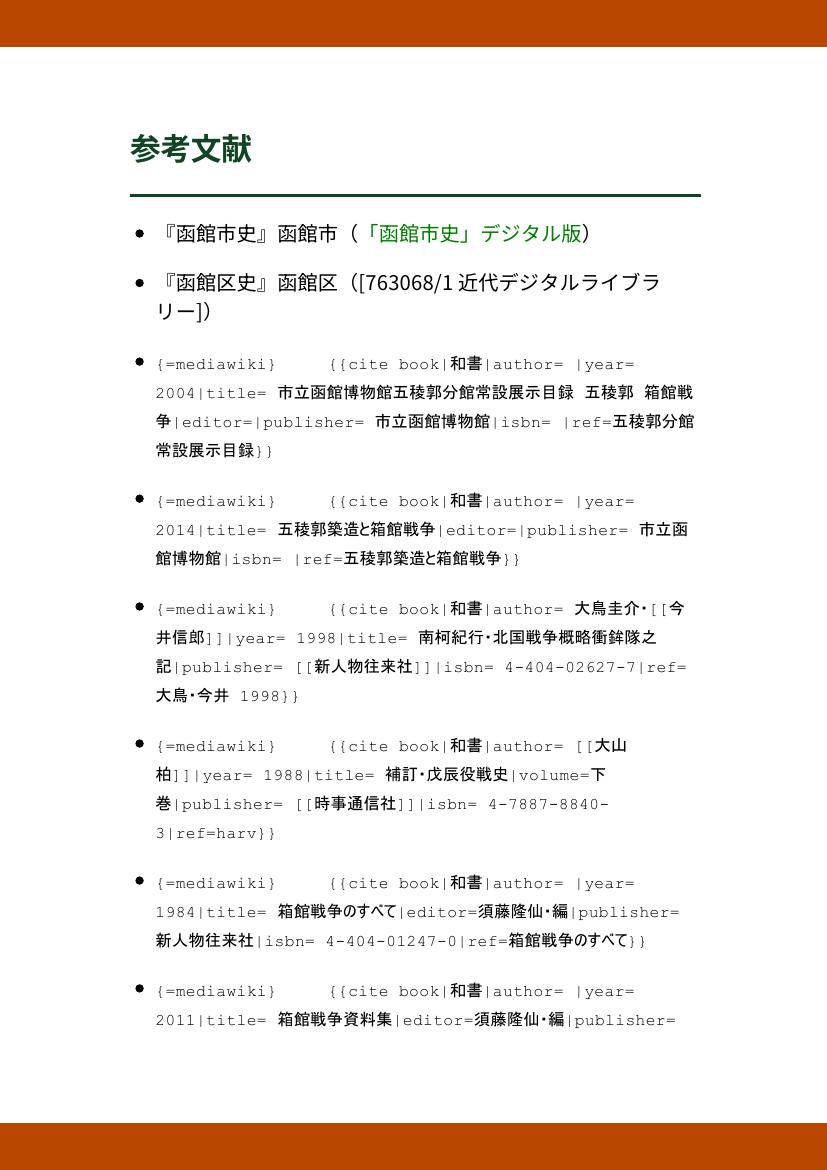 参考文献
• 『函館市史』函館市（「函館市史」デジタル版）
• 『函館区史』函館区（[763068/1 近代デジタルライブラ
リー]）
• {=mediawiki} {{cite book|和書|author= |year=
2004|title= 市立函館博物館五稜郭分館常設展示目録 五稜郭 箱館戦
争|editor=|publisher= 市立函館博物館|isbn= |ref=五稜郭分館
常設展示目録}}
• {=mediawiki} {{cite book|和書|author= |year=
2014|title= 五稜郭築造と箱館戦争|editor=|publisher= 市立函
館博物館|isbn= |ref=五稜郭築造と箱館戦争}}
• {=mediawiki} {{cite book|和書|author= 大鳥圭介・[[今
井信郎]]|year= 1998|title= 南柯紀行・北国戦争概略衝鉾隊之
記|publisher= [[新人物往来社]]|isbn= 4-404-02627-7|ref=
大鳥・今井 1998}}
• {=mediawiki} {{cite book|和書|author= [[大山
柏]]|year= 1988|title= 補訂・戊辰役戦史|volume=下
巻|publisher= [[時事通信社]]|isbn= 4-7887-8840-
3|ref=harv}}
• {=mediawiki} {{cite book|和書|author= |year=
1984|title= 箱館戦争のすべて|editor=須藤隆仙・編|publisher=
新人物往来社|isbn= 4-404-01247-0|ref=箱館戦争のすべて}}
• {=mediawiki} {{cite book|和書|author= |year=
2011|title= 箱館戦争資料集|editor=須藤隆仙・編|publisher=